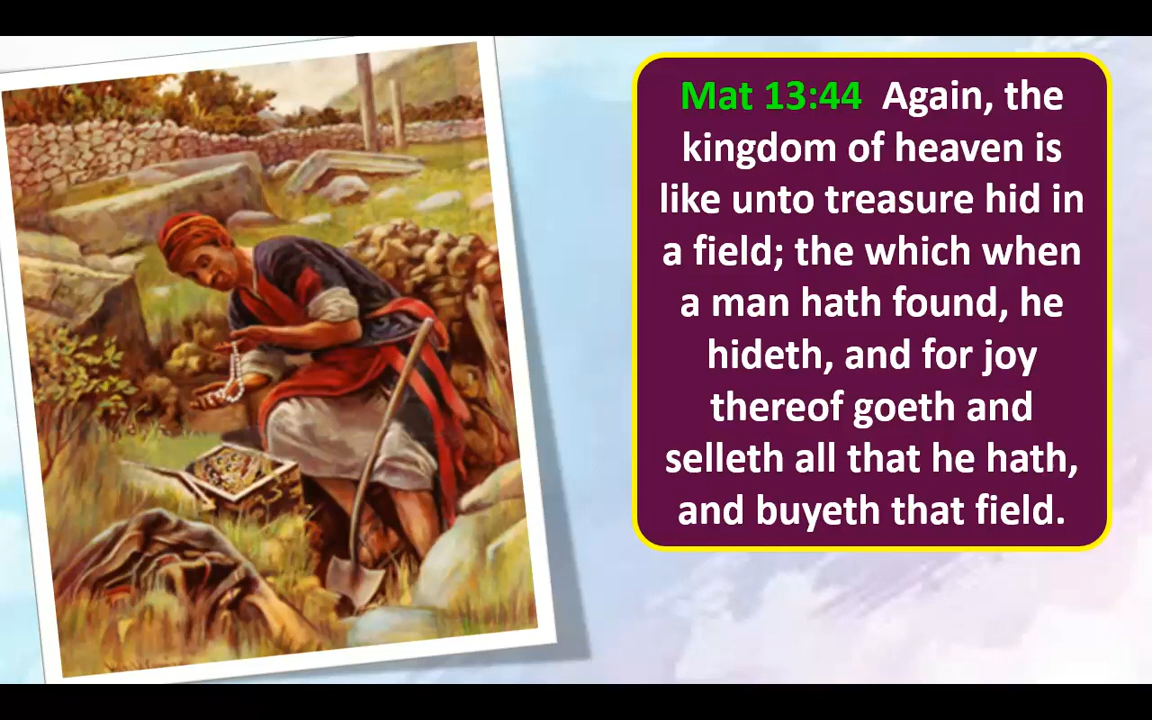 Mat 13:44 Again, the
kingdom of heaven is
like unto treasure hid in
a field; the which when
a man hath found, he
hideth, and for joy
thereof goeth and
selleth all that he hath,
and buyeth that field.